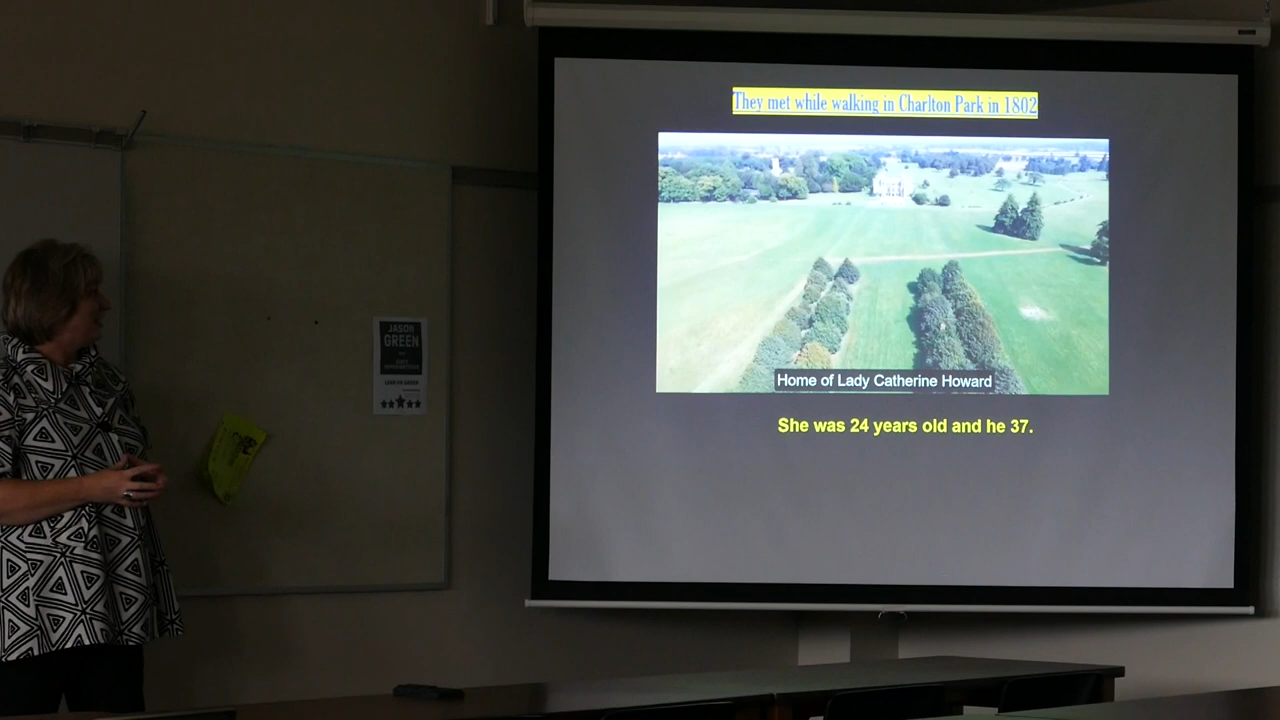 They met while walking in Charlton Park in 1802
Home of Lady Catherine Howard
She was 24 years old and he 37.
JASON
GREEN